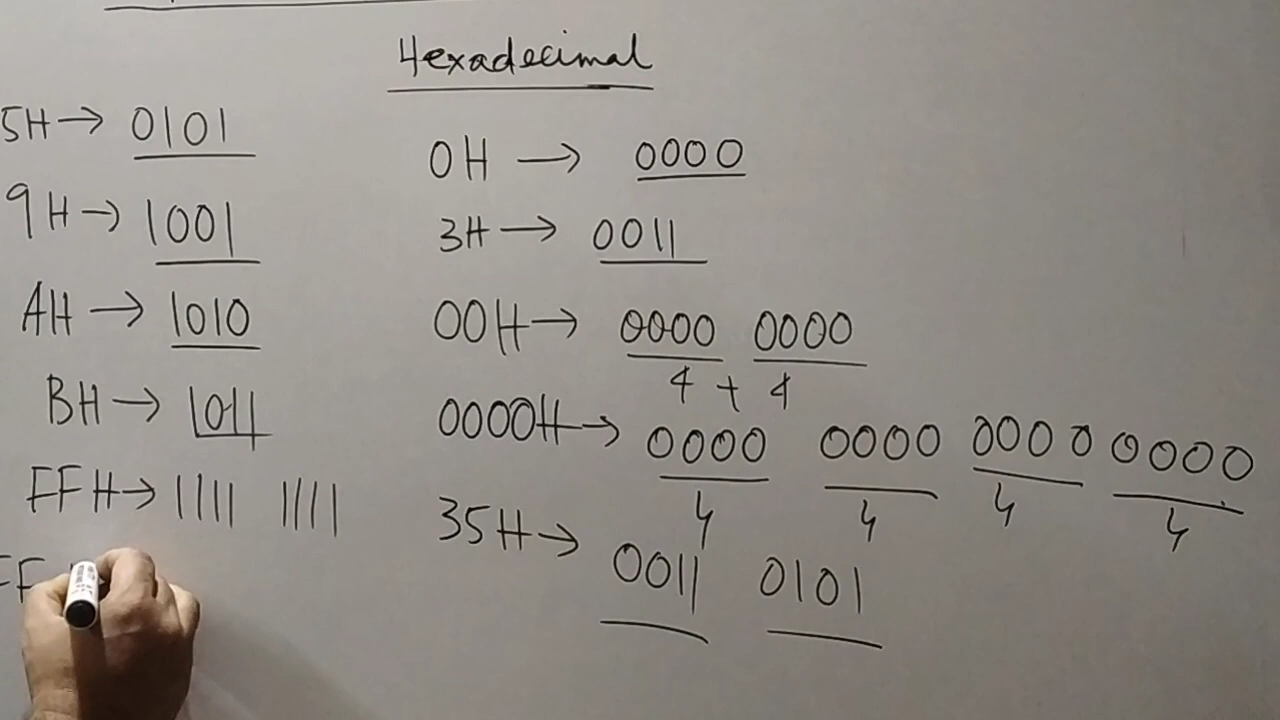 Hexadecimal
5H → 0101
9H → 1001
AH → 1010
BH → 1011
FFH → 1111 1111
FF
0H → 0000
3H → 0011
00H → 0000 0000
4 + 4
0000H → 0000 0000 0000 0000
4 4 4 4
35H → 0011 0101